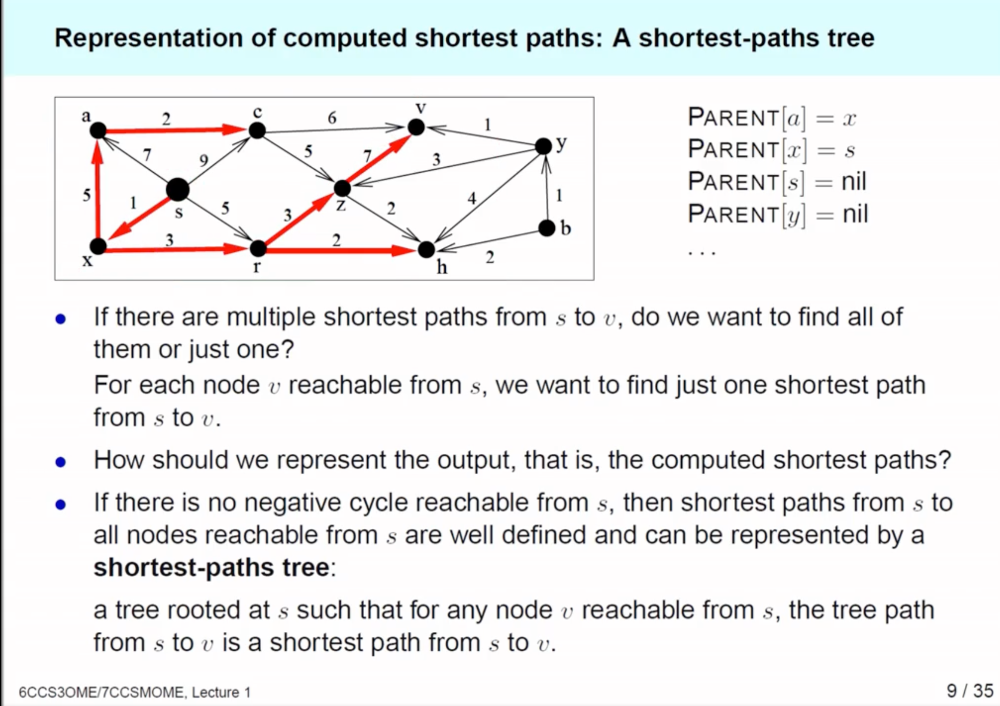 Representation of computed shortest paths: A shortest-paths tree
a
2
c
6
v
1
y
7
9
5
7
3
5
1
s
5
3
z
2
4
1
b
x
3
r
2
h
2
PARENT[a] = x
PARENT[x] = s
PARENT[s] = nil
PARENT[y] = nil
...
• If there are multiple shortest paths from s to v, do we want to find all of
them or just one?
For each node v reachable from s, we want to find just one shortest path
from s to v.
• How should we represent the output, that is, the computed shortest paths?
• If there is no negative cycle reachable from s, then shortest paths from s to
all nodes reachable from s are well defined and can be represented by a
shortest-paths tree:
a tree rooted at s such that for any node v reachable from s, the tree path
from s to v is a shortest path from s to v.
6CCS3OME/7CCSMOME, Lecture 1
9 / 35